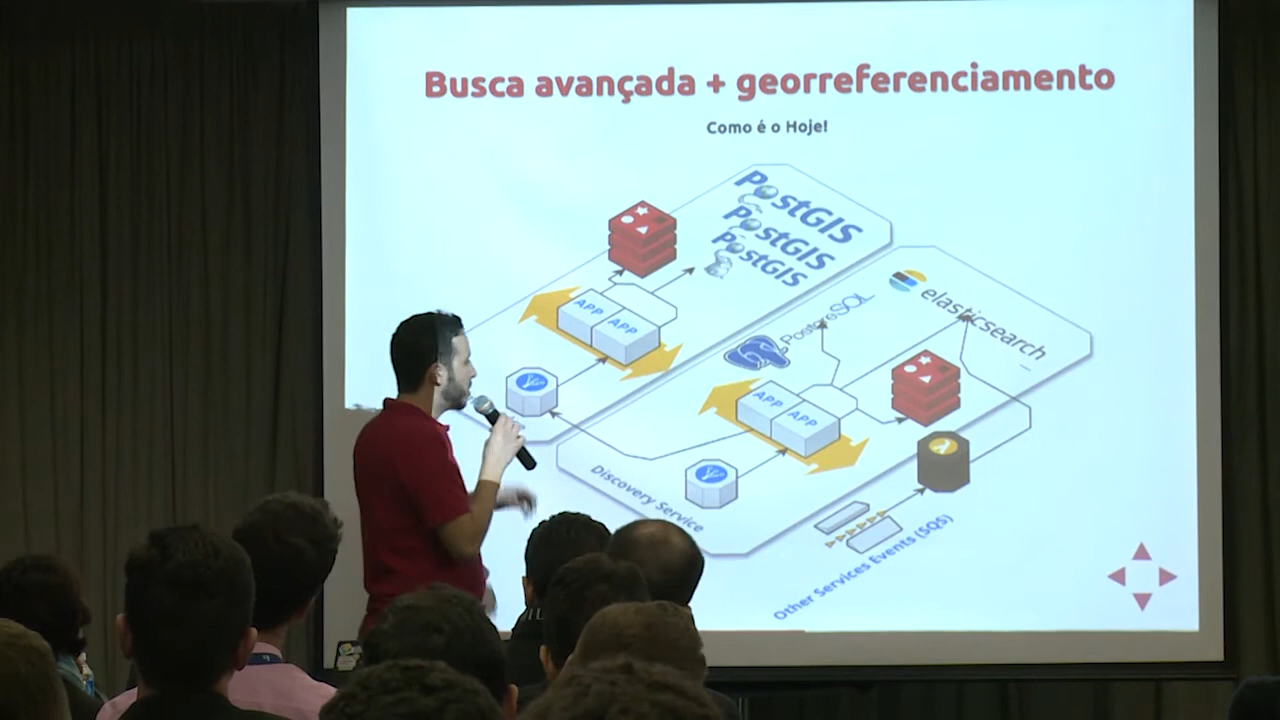 Busca avançada + georreferenciamento
Como é o Hoje!
PostGIS
PostGIS
PostGIS
APP
APP
PostgreSQL
elasticsearch
APP
APP
Discovery Service
Other Services Events (SQS)